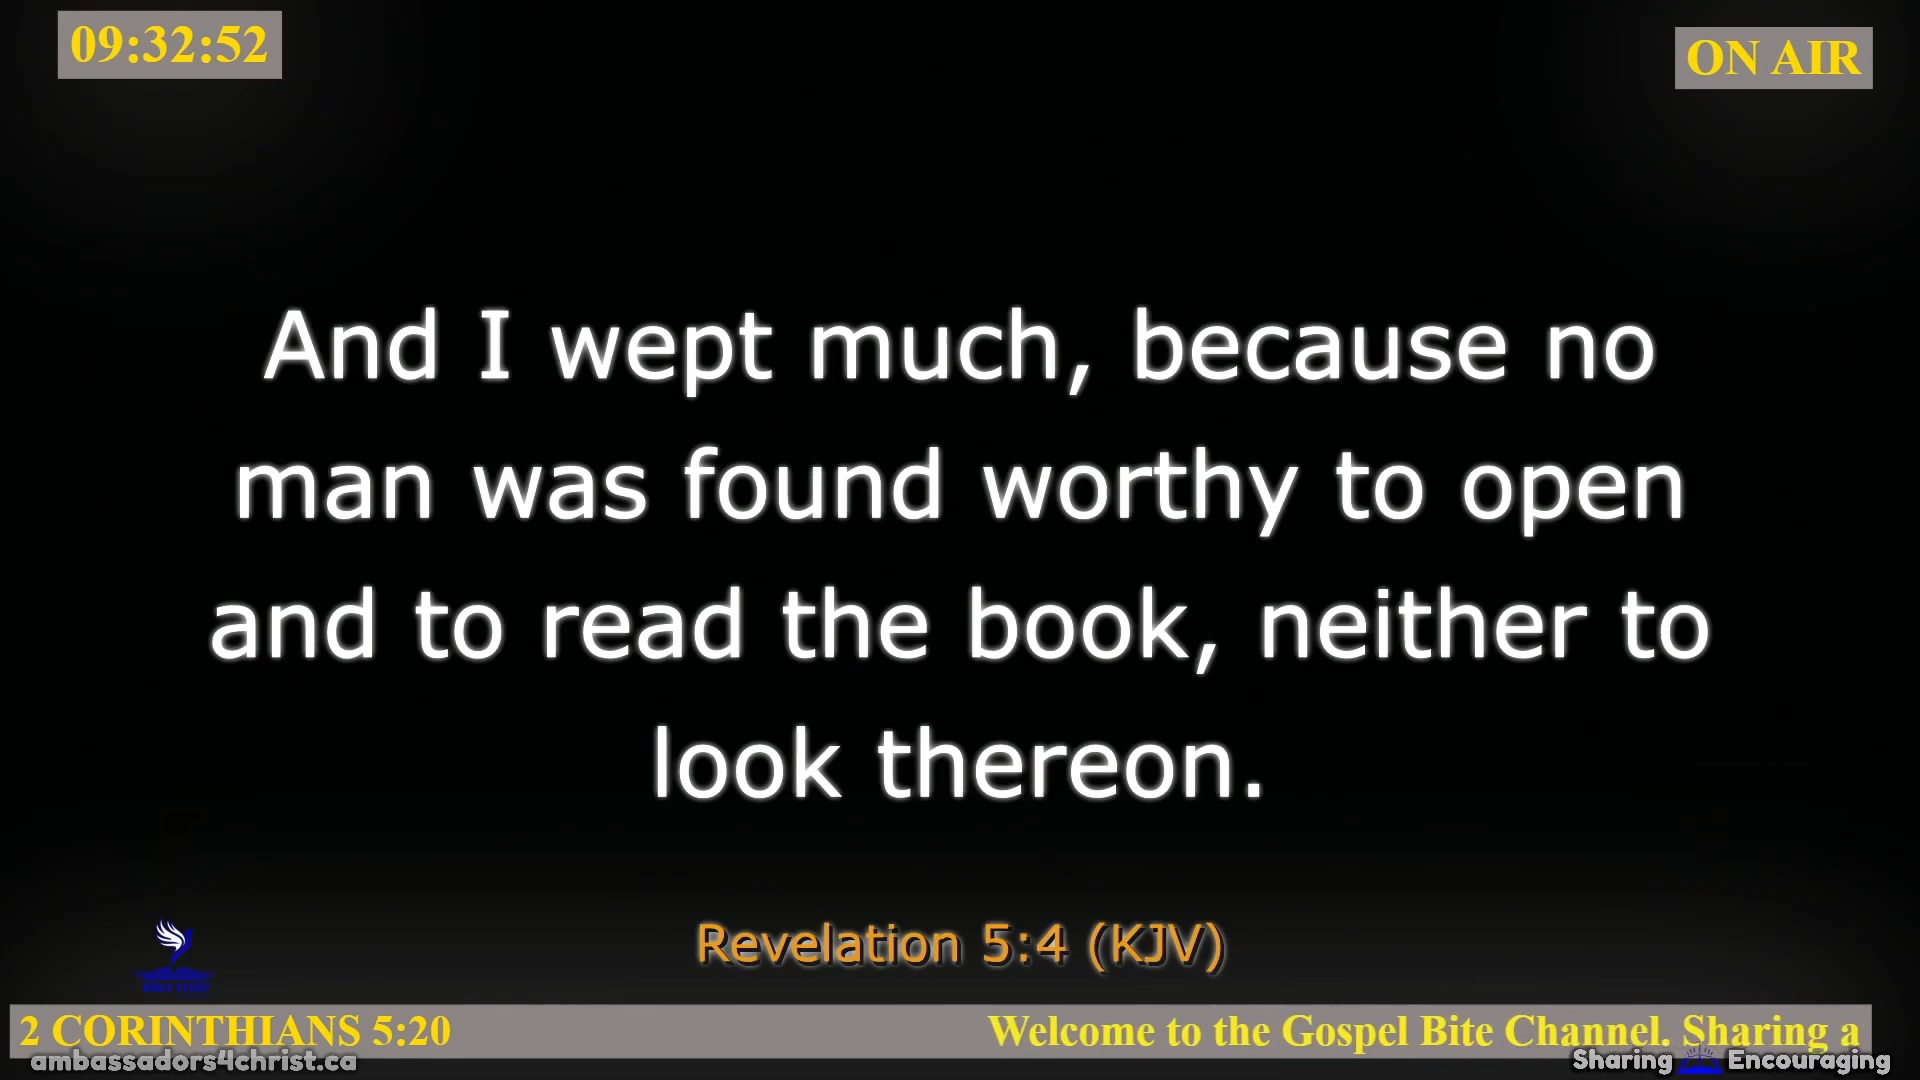 09:32:52
ON AIR
And I wept much, because no
man was found worthy to open
and to read the book, neither to
look thereon.
Revelation 5:4 (KJV)
BIBLE STUDY
2 CORINTHIANS 5:20
Welcome to the Gospel Bite Channel. Sharing a
ambassadors4christ.ca
Sharing Encouraging